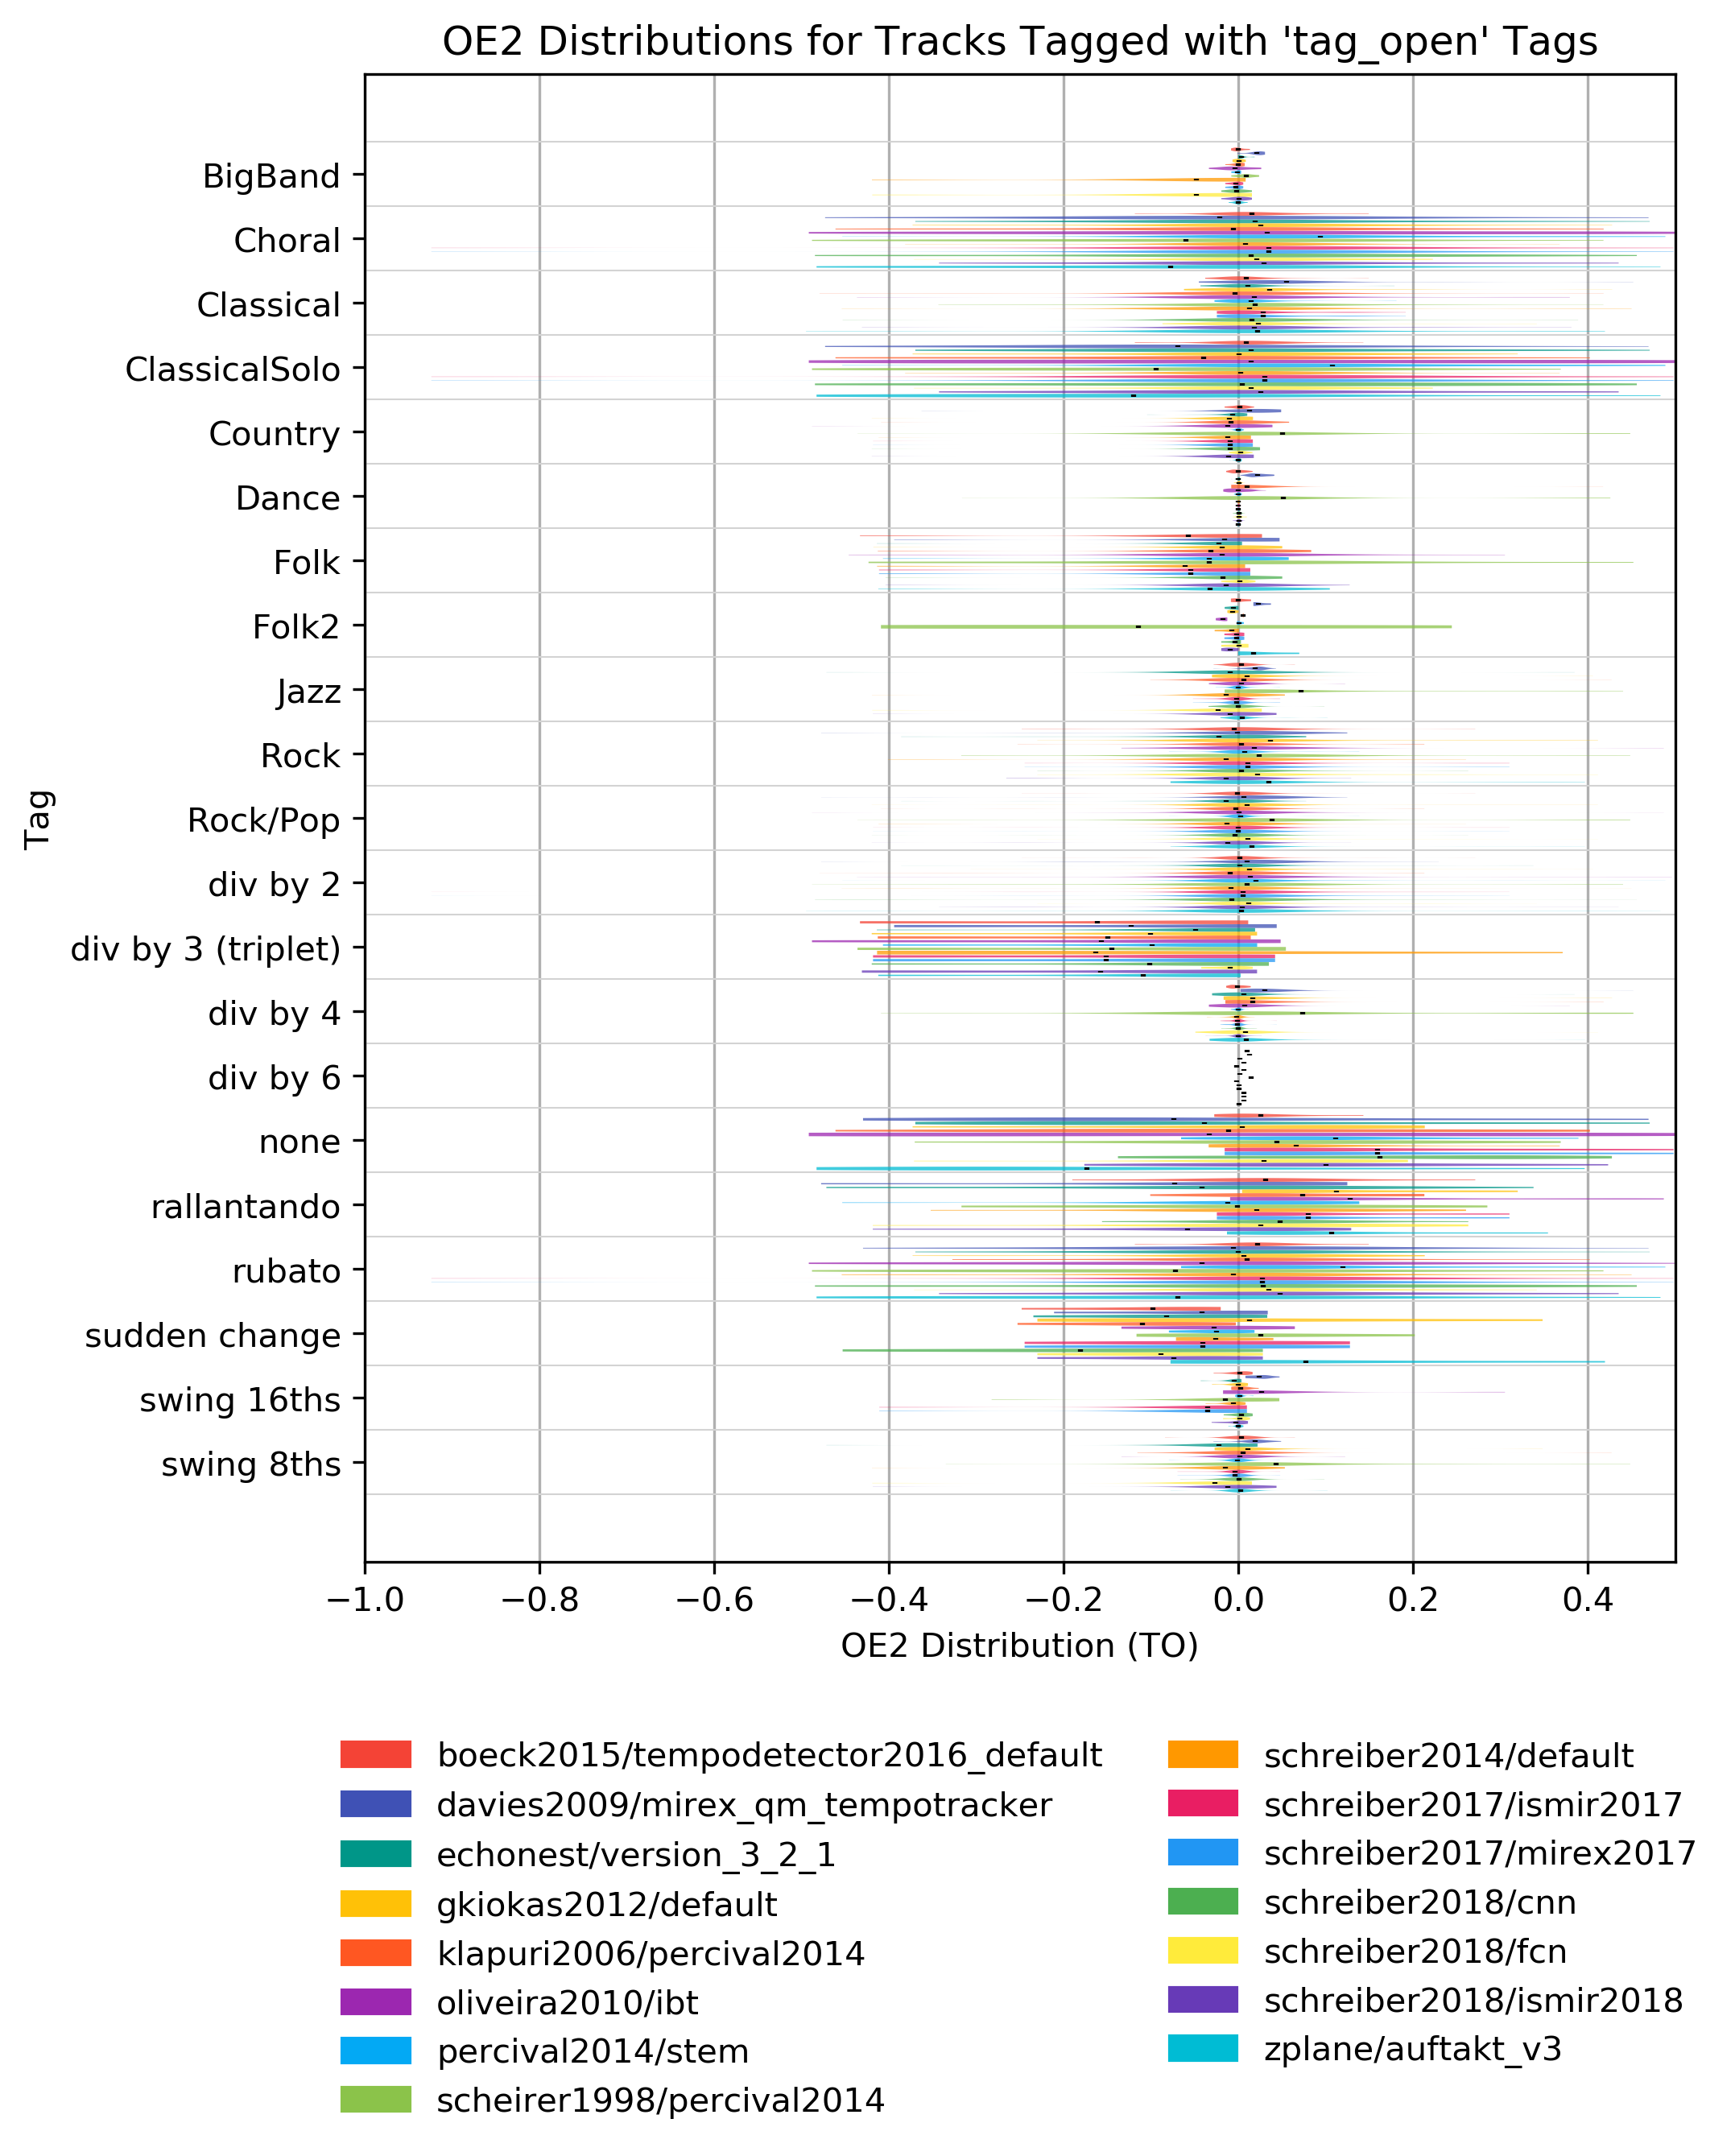 OE2 Distributions for Tracks Tagged with 'tag_open' Tags
BigBand
Choral
Classical
ClassicalSolo
Country
Dance
Folk
Folk2
Jazz
Rock
Rock/Pop
div by 2
div by 3 (triplet)
div by 4
div by 6
none
rallantando
rubato
sudden change
swing 16ths
swing 8ths
Tag
−1.0 −0.8 −0.6 −0.4 −0.2 0.0 0.2 0.4
OE2 Distribution (TO)
boeck2015/tempodetector2016_default
davies2009/mirex_qm_tempotracker
echonest/version_3_2_1
gkiokas2012/default
klapuri2006/percival2014
oliveira2010/ibt
percival2014/stem
scheirer1998/percival2014
schreiber2014/default
schreiber2017/ismir2017
schreiber2017/mirex2017
schreiber2018/cnn
schreiber2018/fcn
schreiber2018/ismir2018
zplane/auftakt_v3